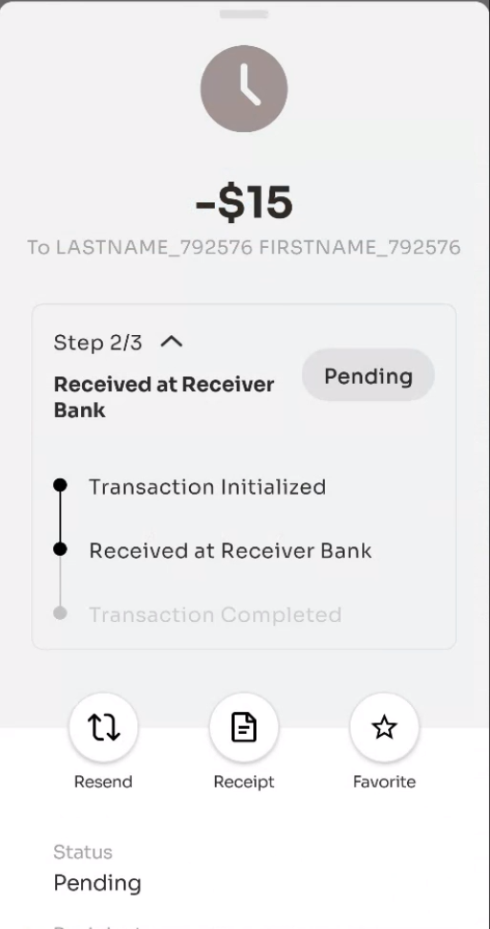 -$15
To LASTNAME_792576 FIRSTNAME_792576
Step 2/3
Received at Receiver
Bank
Pending
Transaction Initialized
Received at Receiver Bank
Transaction Completed
Resend
Receipt
Favorite
Status
Pending